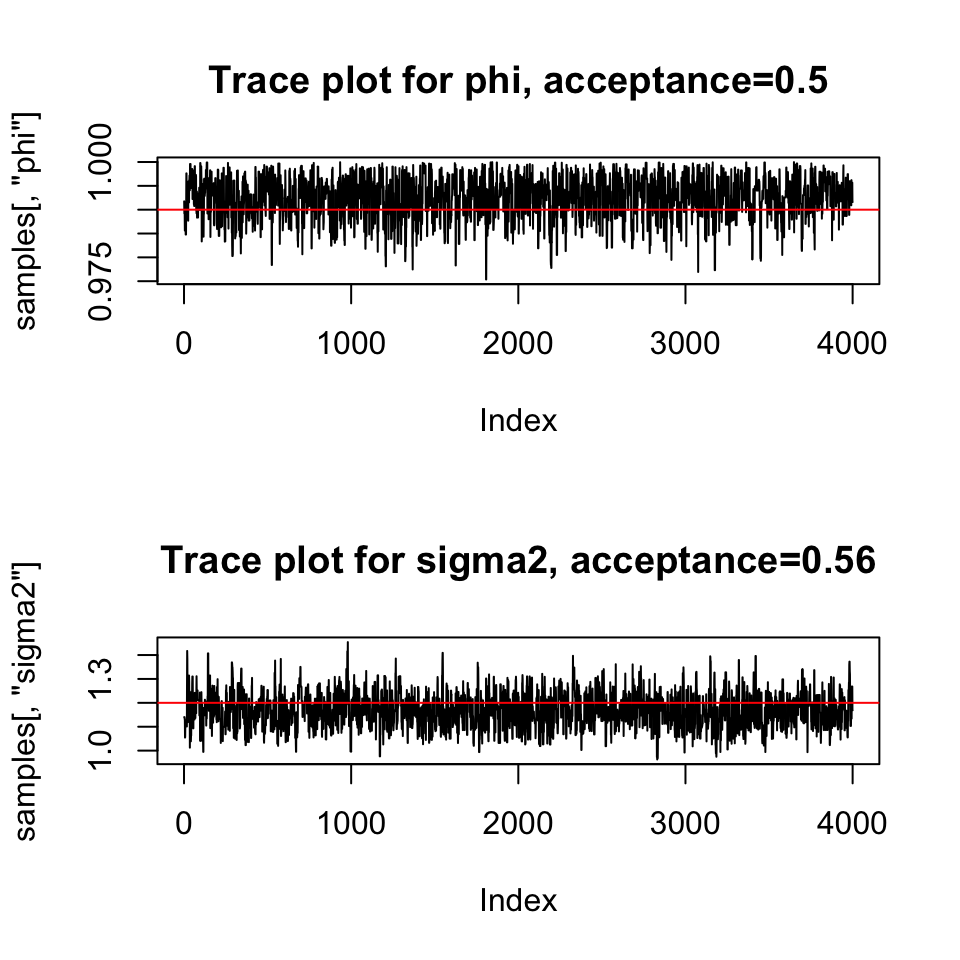 Trace plot for phi, acceptance=0.5
samples[, "phi"]
1.000
0.975
0 1000 2000 3000 4000
Index
Trace plot for sigma2, acceptance=0.56
samples[, "sigma2"]
1.3
1.0
0 1000 2000 3000 4000
Index